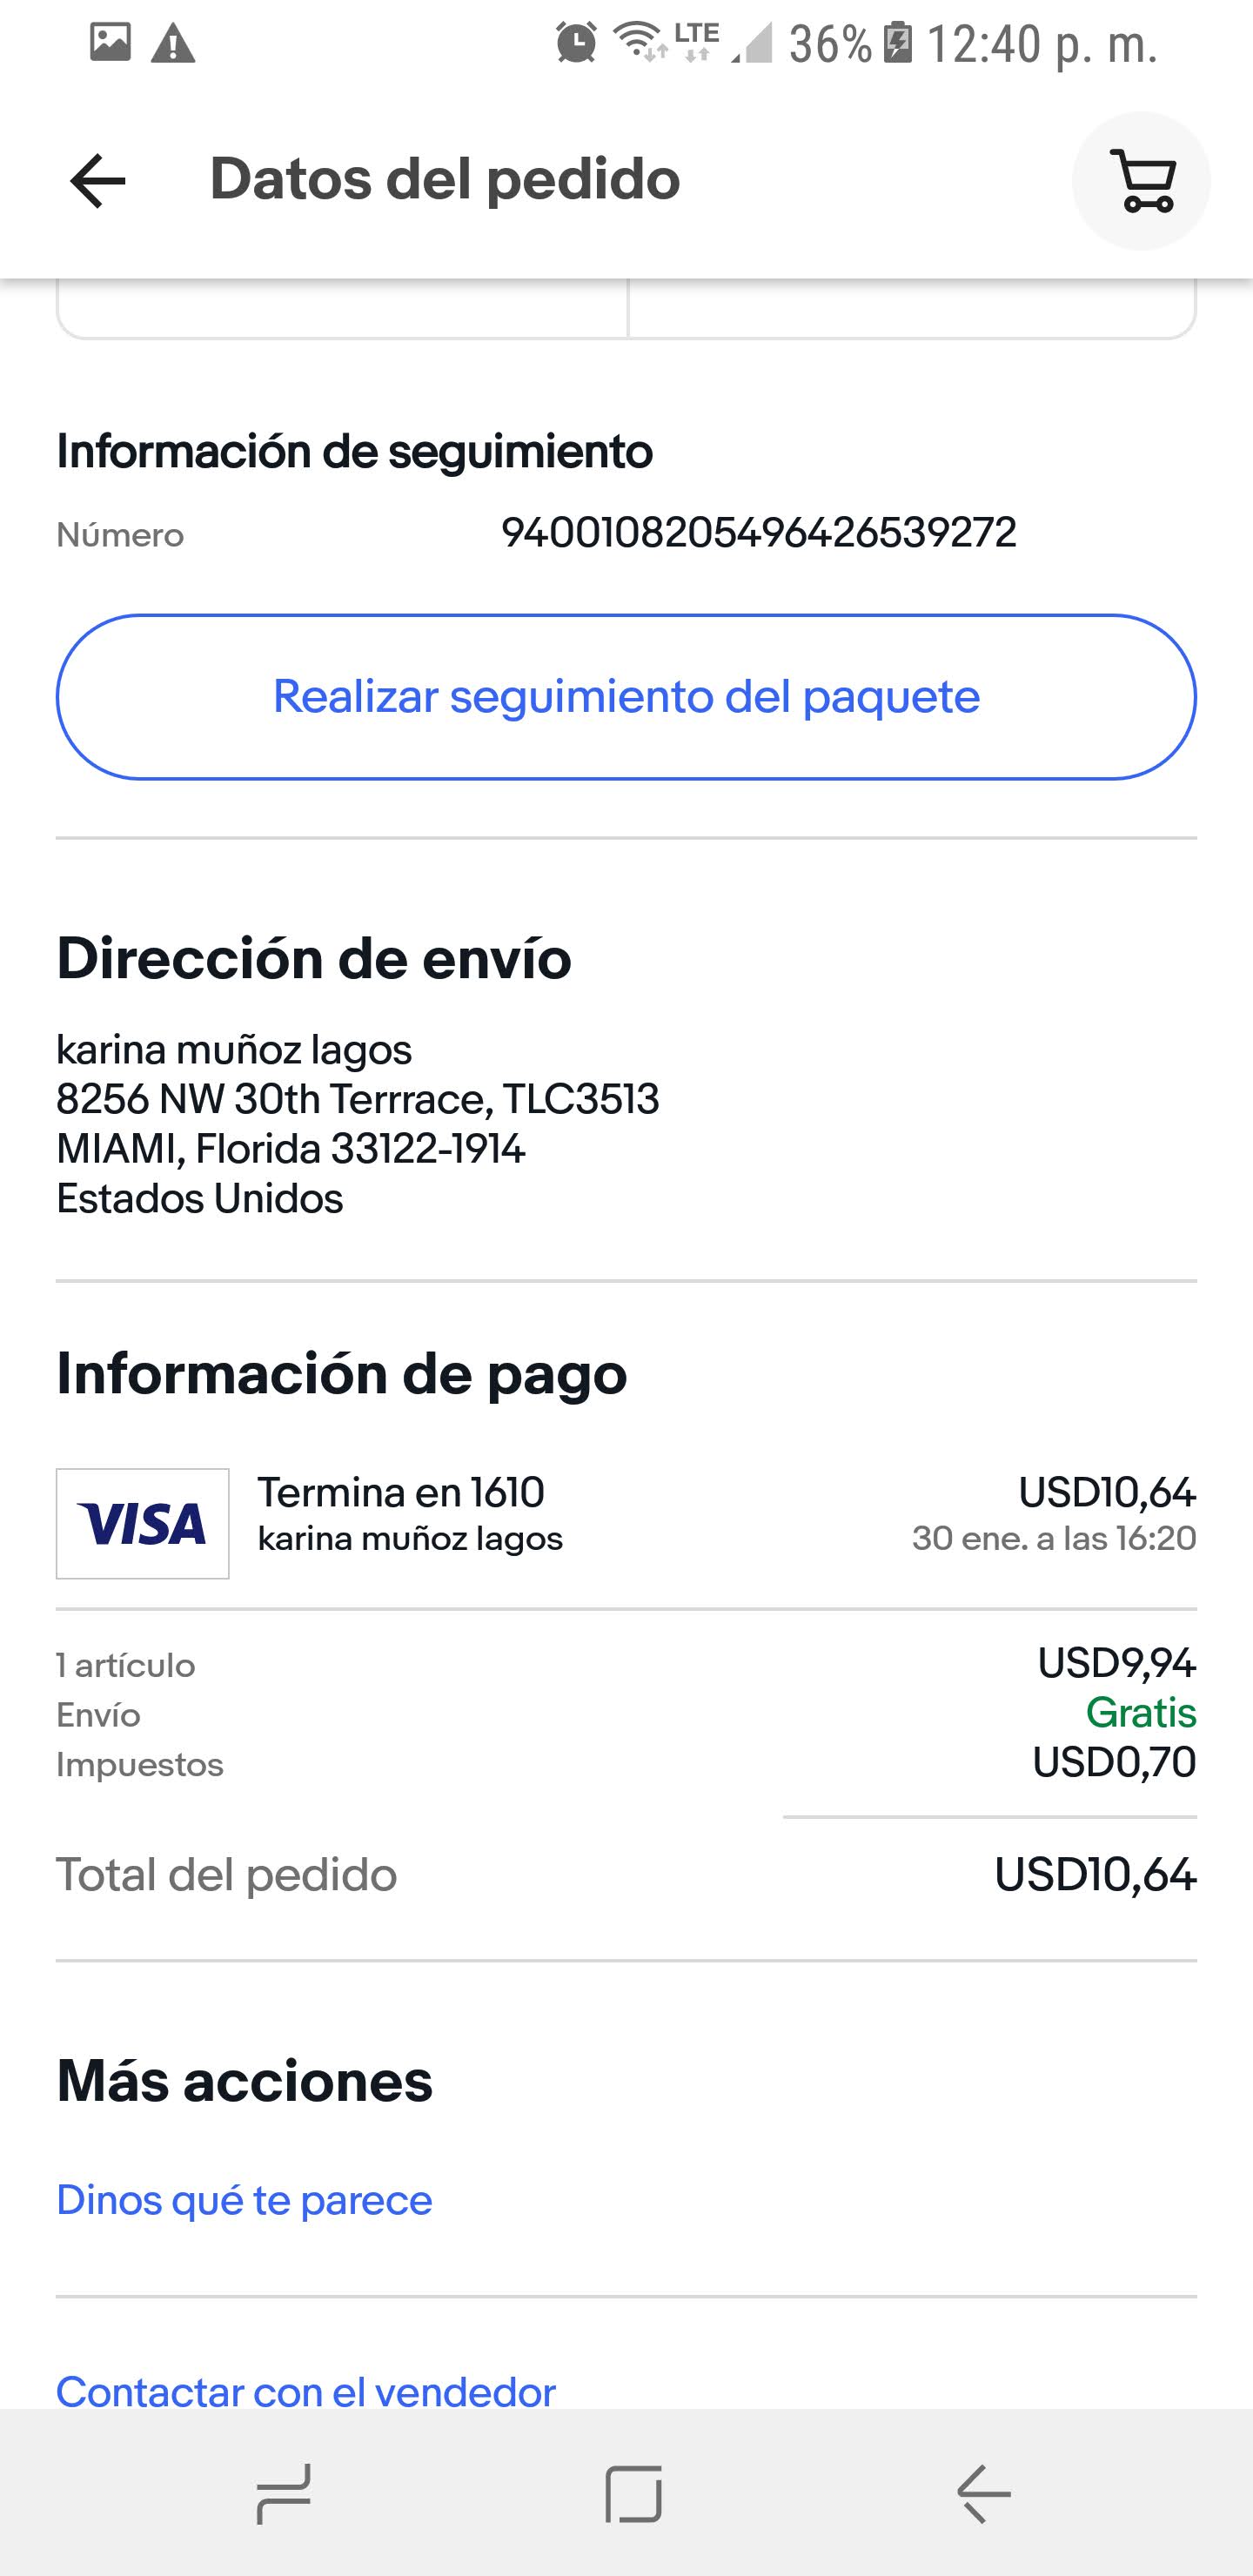 LTE 36% 12:40 p. m.
Datos del pedido
Información de seguimiento
Número 9400108205496426539272
Realizar seguimiento del paquete
Dirección de envío
karina muñoz lagos
8256 NW 30th Terrrace, TLC3513
MIAMI, Florida 33122-1914
Estados Unidos
Información de pago
VISA Termina en 1610 USD10,64
karina muñoz lagos 30 ene. a las 16:20
1 artículo USD9,94
Envío Gratis
Impuestos USD0,70
Total del pedido USD10,64
Más acciones
Dinos qué te parece
Contactar con el vendedor